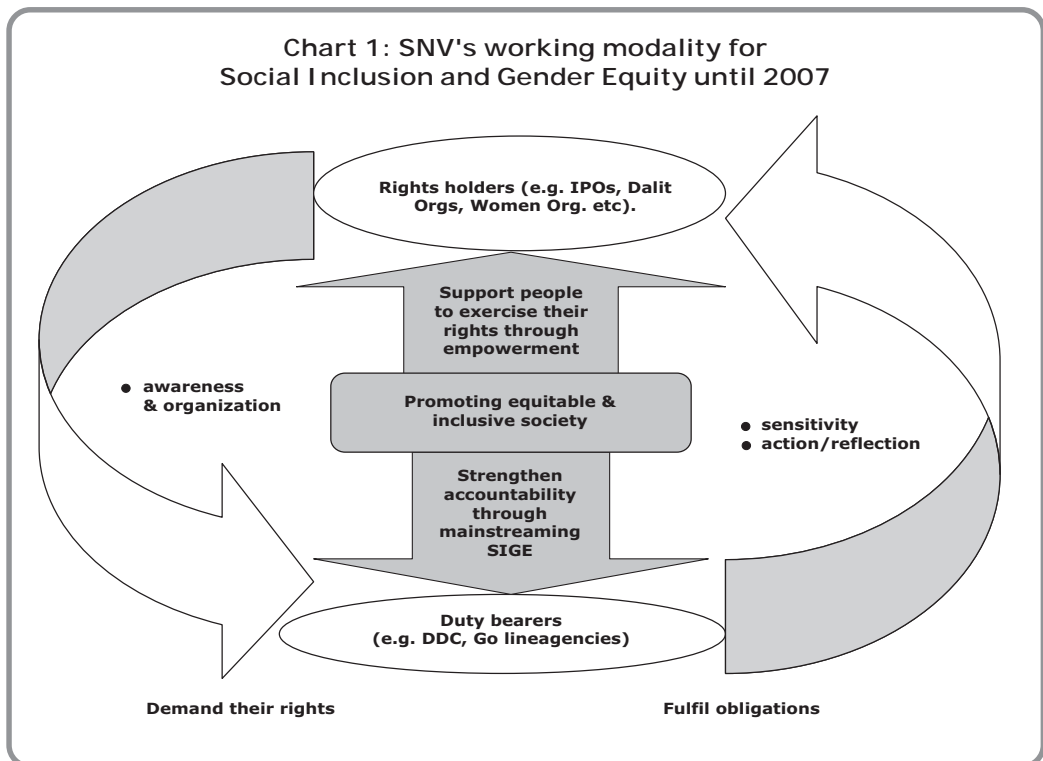 Chart 1: SNV's working modality for
Social Inclusion and Gender Equity until 2007
Rights holders (e.g. IPOs, Dalit
Orgs, Women Org. etc).
Support people
to exercise their
rights through
empowerment
● awareness
& organization
Promoting equitable &
inclusive society
● sensitivity
● action/reflection
Strengthen
accountability
through
mainstreaming
SIGE
Duty bearers
(e.g. DDC, Go lineagencies)
Demand their rights
Fulfil obligations